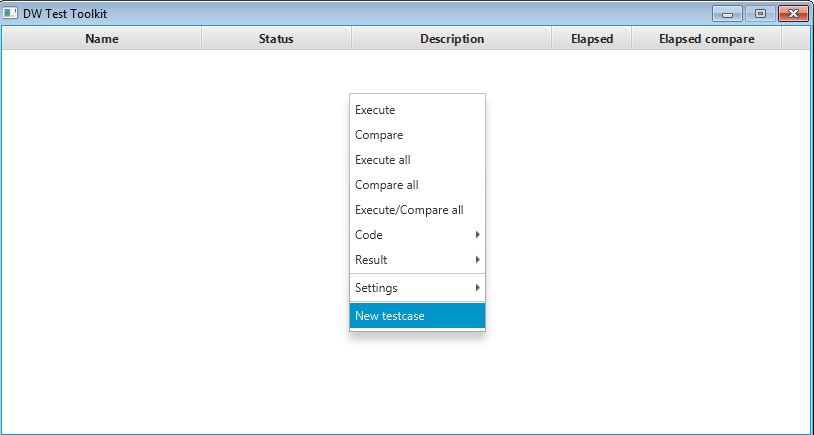 DW Test Toolkit
Name Status Description Elapsed Elapsed compare
Execute
Compare
Execute all
Compare all
Execute/Compare all
Code
Result
Settings
New testcase